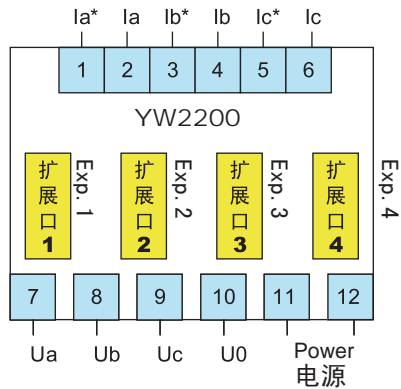 Ia* Ia Ib* Ib Ic* Ic
1 2 3 4 5 6
YW2200
扩展口1 Exp. 1
扩展口2 Exp. 2
扩展口3 Exp. 3
扩展口4 Exp. 4
7 8 9 10 11 12
Ua Ub Uc U0 Power
电源